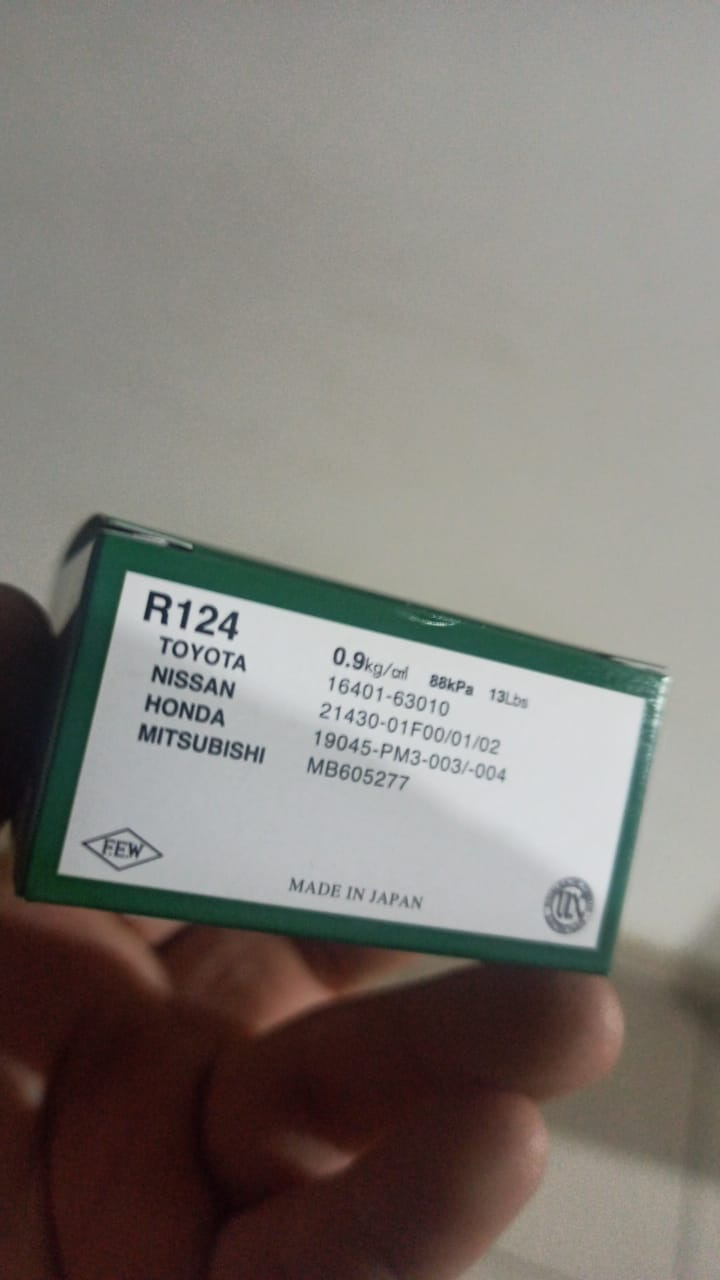 R124 0.9kg/c㎡ 88kPa 13Lbs
TOYOTA 16401-63010
NISSAN 21430-01F00/01/02
HONDA 19045-PM3-003/-004
MITSUBISHI MB605277
F.E.W
MADE IN JAPAN